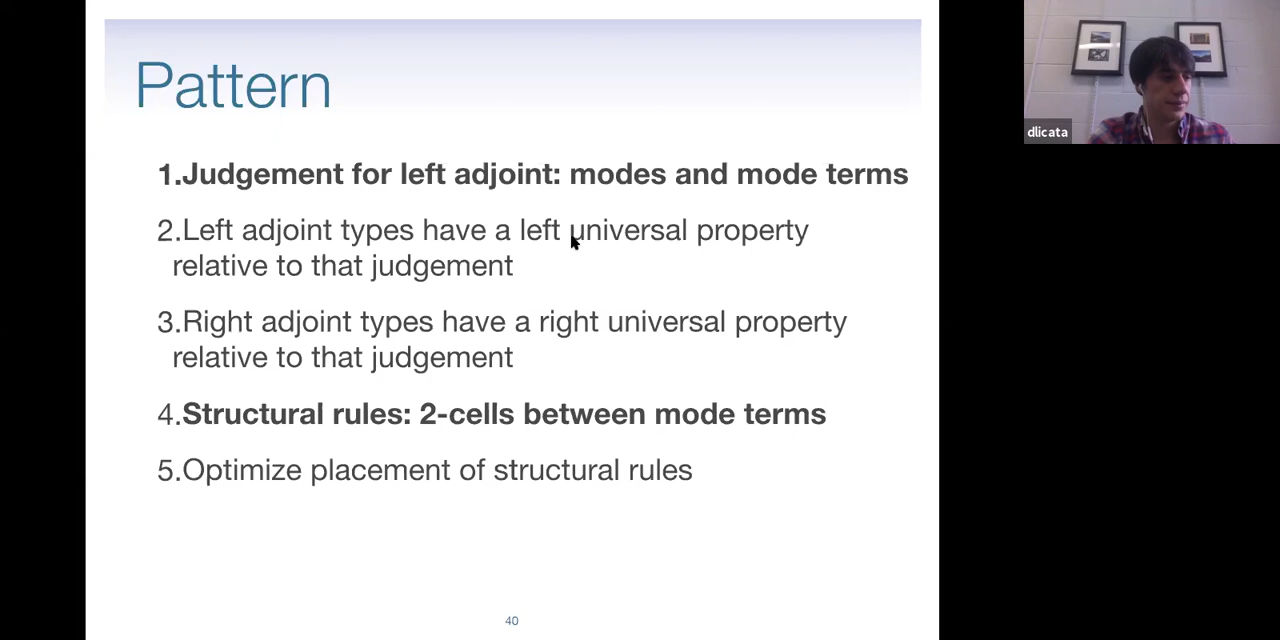 Pattern
1.Judgement for left adjoint: modes and mode terms
2.Left adjoint types have a left universal property
relative to that judgement
3.Right adjoint types have a right universal property
relative to that judgement
4.Structural rules: 2-cells between mode terms
5.Optimize placement of structural rules
40
dlicata